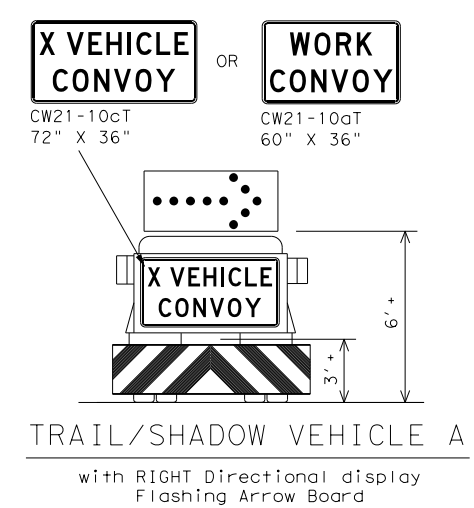 X VEHICLE
CONVOY
OR
WORK
CONVOY
CW21-10cT
72" X 36"
CW21-10aT
60" X 36"
X VEHICLE
CONVOY
6' +
3' +
TRAIL/SHADOW VEHICLE A
with RIGHT Directional display
Flashing Arrow Board